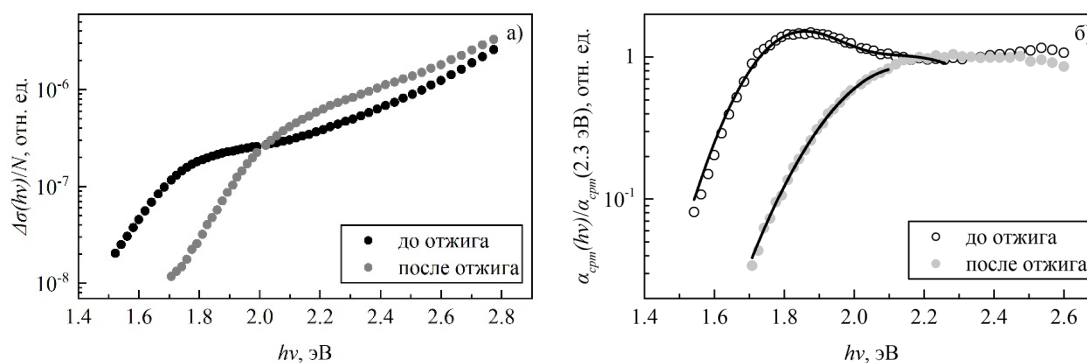 а)
Δσ(hν)/N, отн. ед.
10⁻⁶
10⁻⁷
10⁻⁸
до отжига
после отжига
1.4 1.6 1.8 2.0 2.2 2.4 2.6 2.8
hν, эВ
б)
α_cpm(hν)/α_cpm(2.3 эВ), отн. ед.
1
10⁻¹
до отжига
после отжига
1.4 1.6 1.8 2.0 2.2 2.4 2.6
hν, эВ